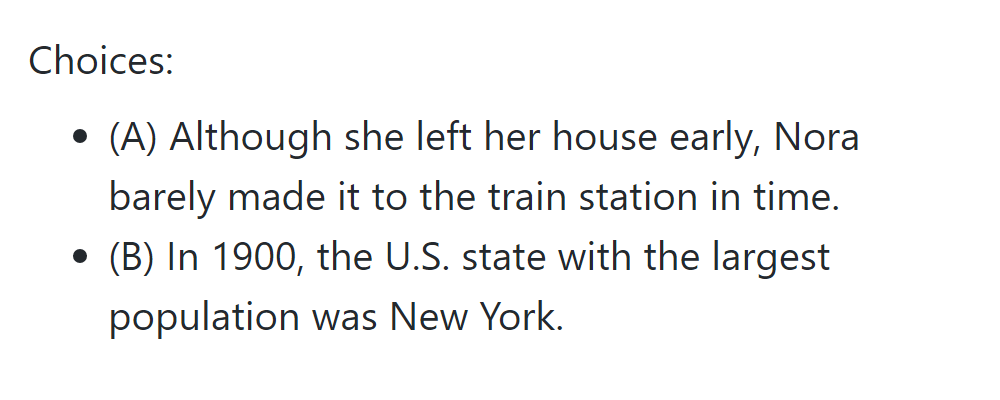 Choices:
(A) Although she left her house early, Nora
barely made it to the train station in time.
(B) In 1900, the U.S. state with the largest
population was New York.